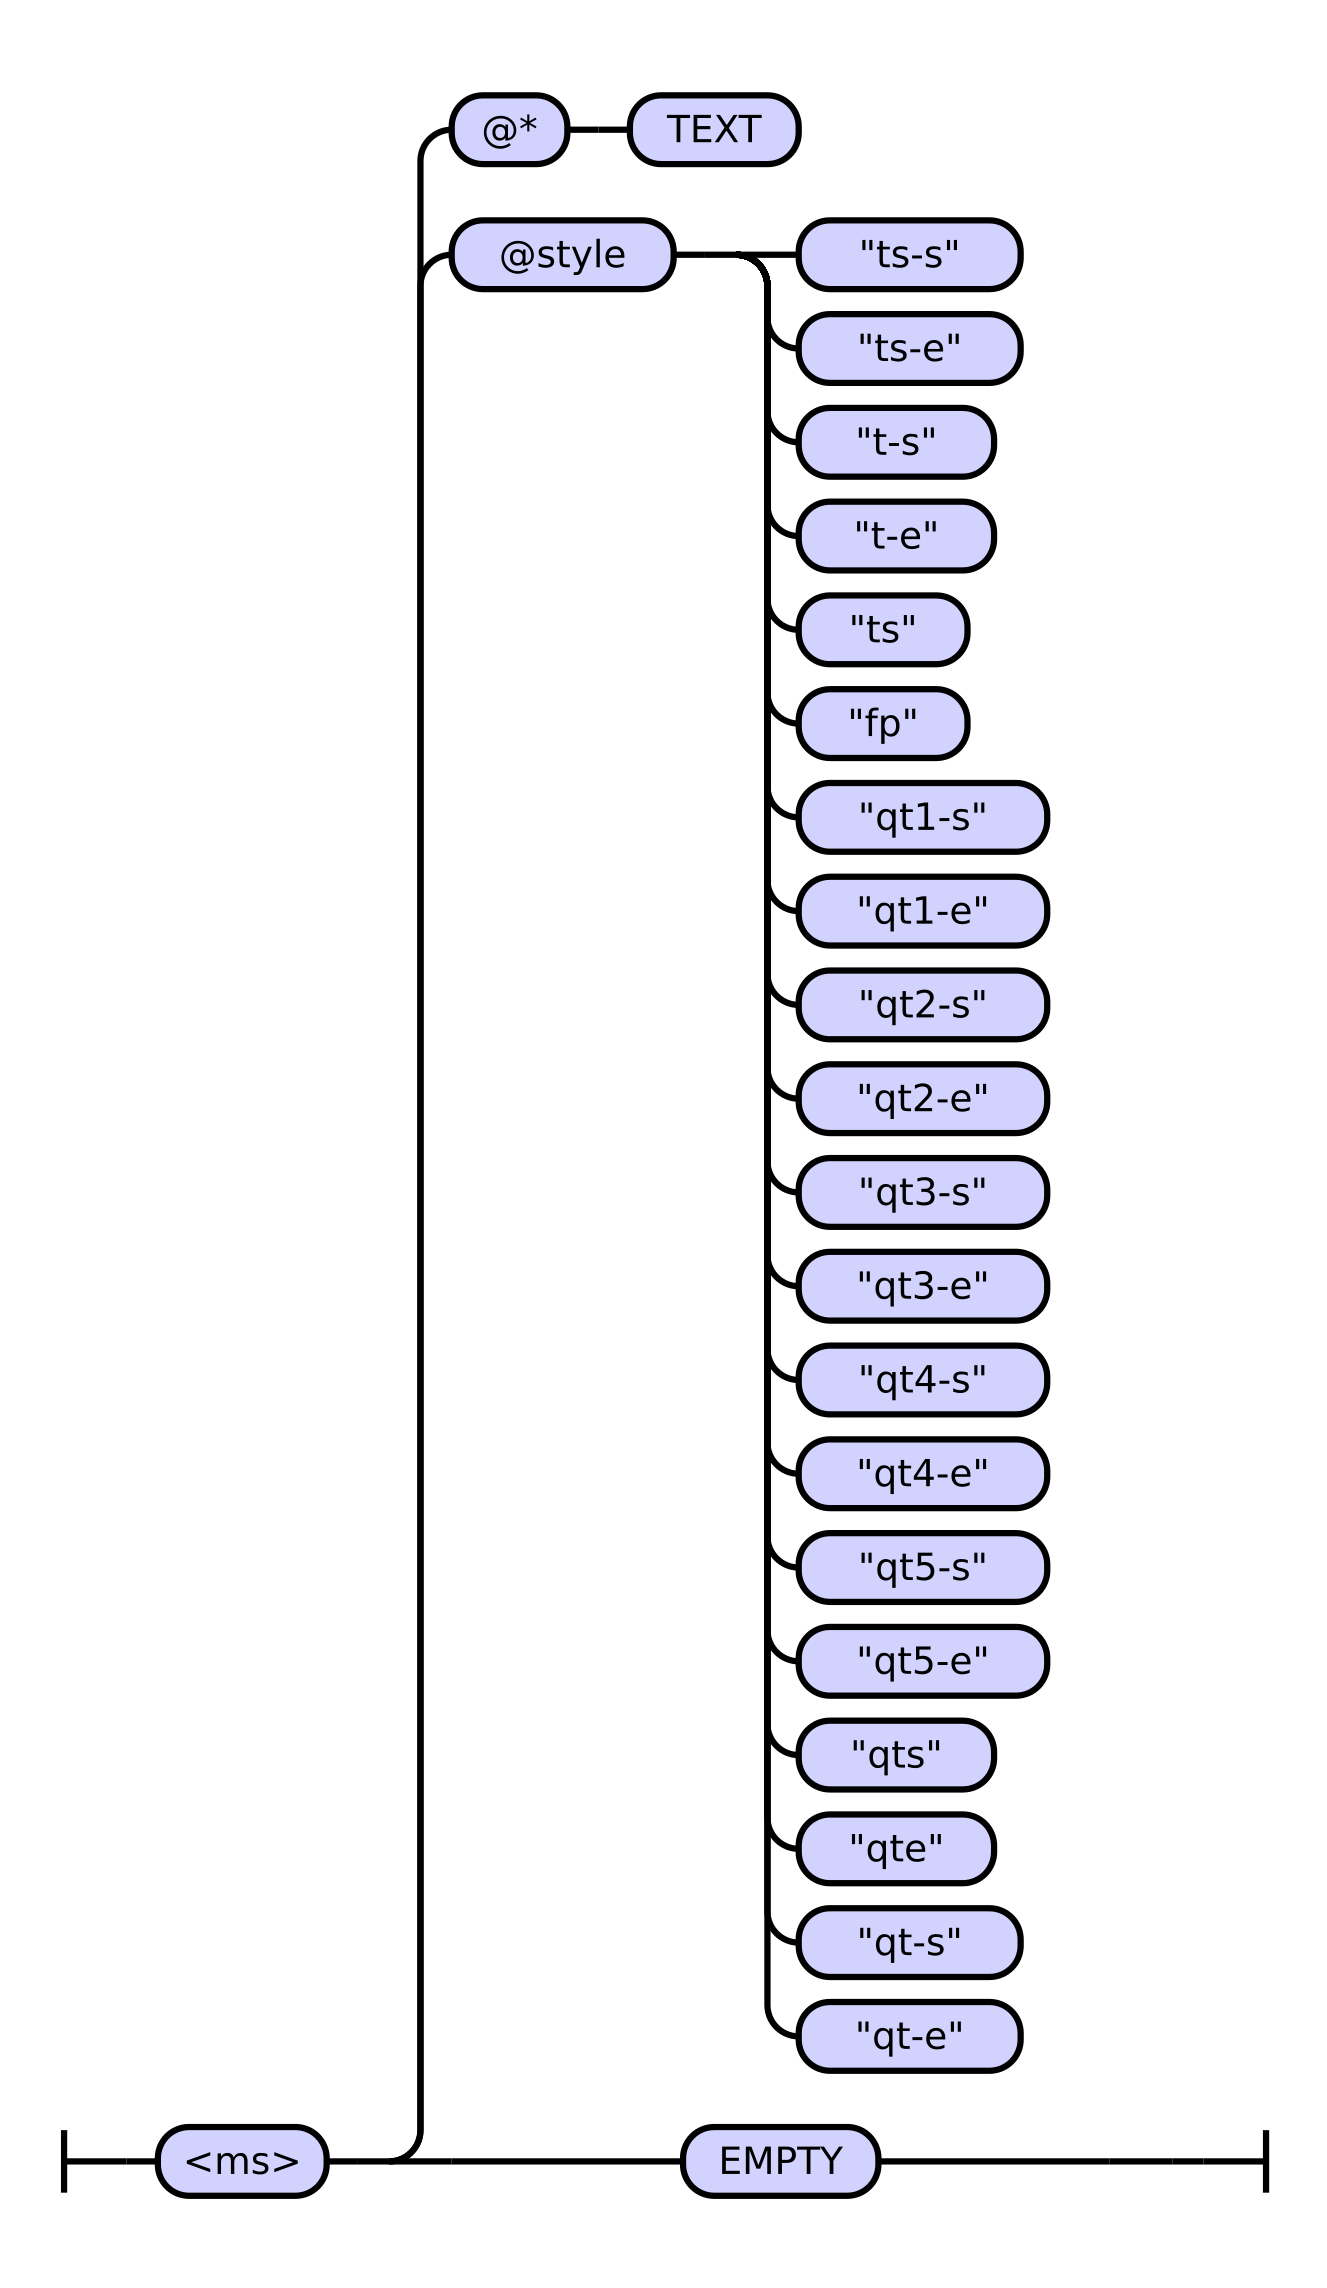 @* TEXT
@style "ts-s"
"ts-e"
"t-s"
"t-e"
"ts"
"fp"
"qt1-s"
"qt1-e"
"qt2-s"
"qt2-e"
"qt3-s"
"qt3-e"
"qt4-s"
"qt4-e"
"qt5-s"
"qt5-e"
"qts"
"qte"
"qt-s"
"qt-e"
<ms> EMPTY